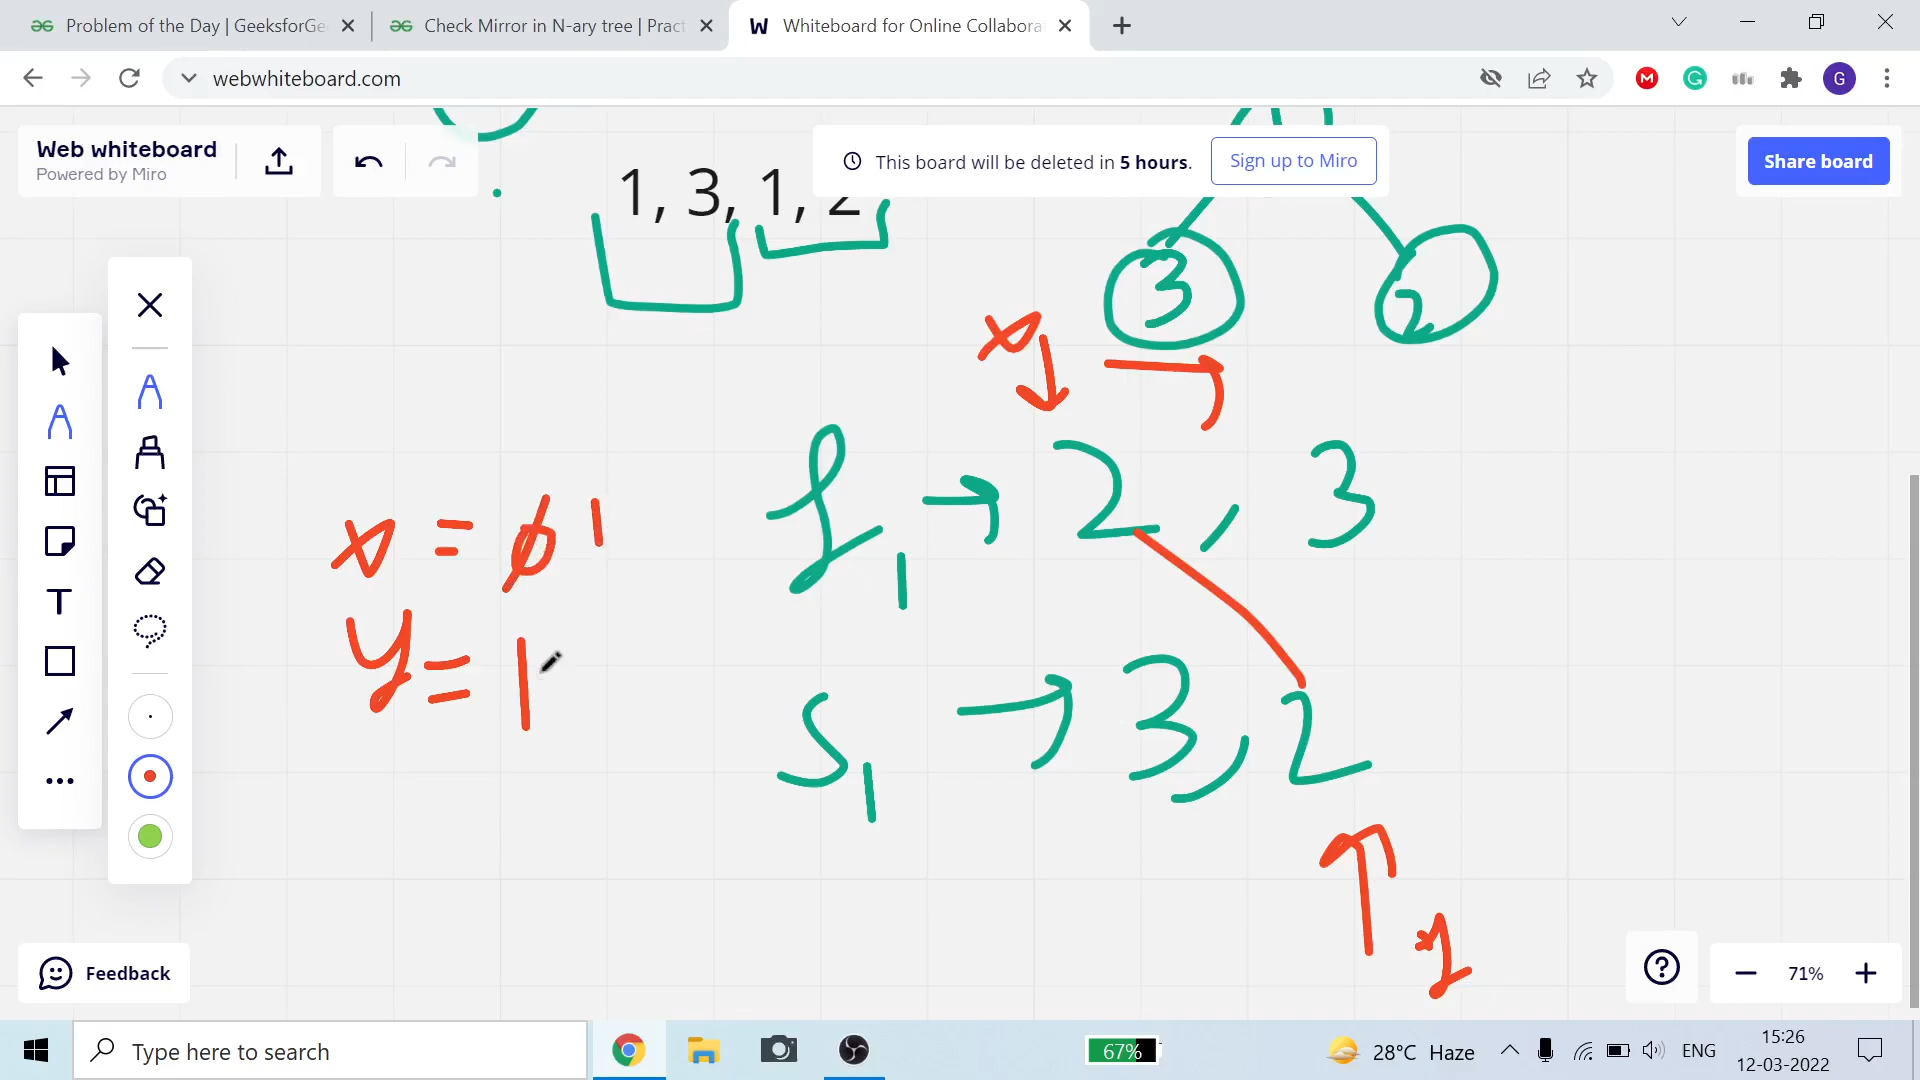 Problem of the Day | GeeksforGe
Check Mirror in N-ary tree | Pract
Whiteboard for Online Collabora
webwhiteboard.com
G
Web whiteboard
Powered by Miro
This board will be deleted in 5 hours.
Sign up to Miro
Share board
1, 3, 1, 2
3
2
x
x = 0 1
f1 → 2, 3
y = 1
s1 → 3, 2
y
T
Feedback
71%
Type here to search
67%
28°C Haze
ENG
15:26
12-03-2022